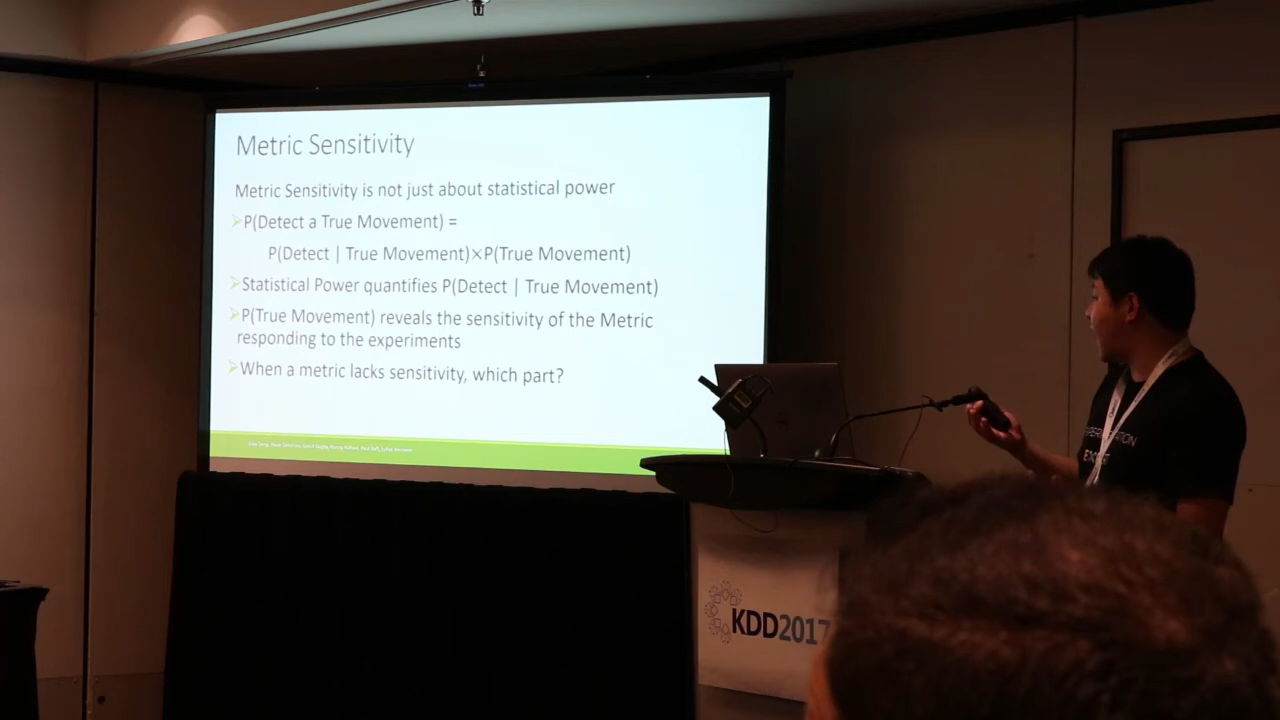 Metric Sensitivity
Metric Sensitivity is not just about statistical power
P(Detect a True Movement) =
P(Detect | True Movement)×P(True Movement)
Statistical Power quantifies P(Detect | True Movement)
P(True Movement) reveals the sensitivity of the Metric
responding to the experiments
When a metric lacks sensitivity, which part?
KDD2017